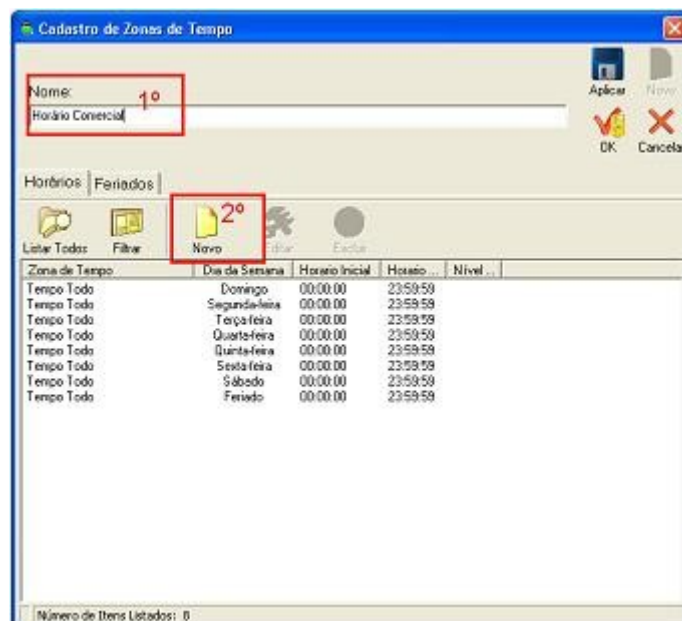 Cadastro de Zonas de Tempo
Nome: 1º
Horário Comercial
Aplicar Novo
OK Cancela
Horários Feriados
2º
Listar Todos Filtrar Novo Editar Excluir
Zona de Tempo Dia da Semana Horario Inicial Horario ... Nível ...
Tempo Todo Domingo 00:00:00 23:59:59
Tempo Todo Segunda-feira 00:00:00 23:59:59
Tempo Todo Terça-feira 00:00:00 23:59:59
Tempo Todo Quarta-feira 00:00:00 23:59:59
Tempo Todo Quinta-feira 00:00:00 23:59:59
Tempo Todo Sexta-feira 00:00:00 23:59:59
Tempo Todo Sábado 00:00:00 23:59:59
Tempo Todo Feriado 00:00:00 23:59:59
Número de Itens Listados: 8